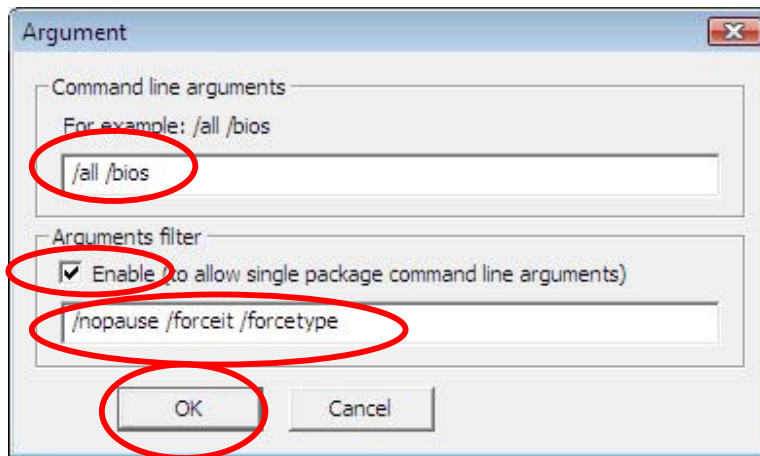 Argument
Command line arguments
For example: /all /bios
/all /bios
Arguments filter
Enable (to allow single package command line arguments)
/nopause /forceit /forcetype
OK Cancel